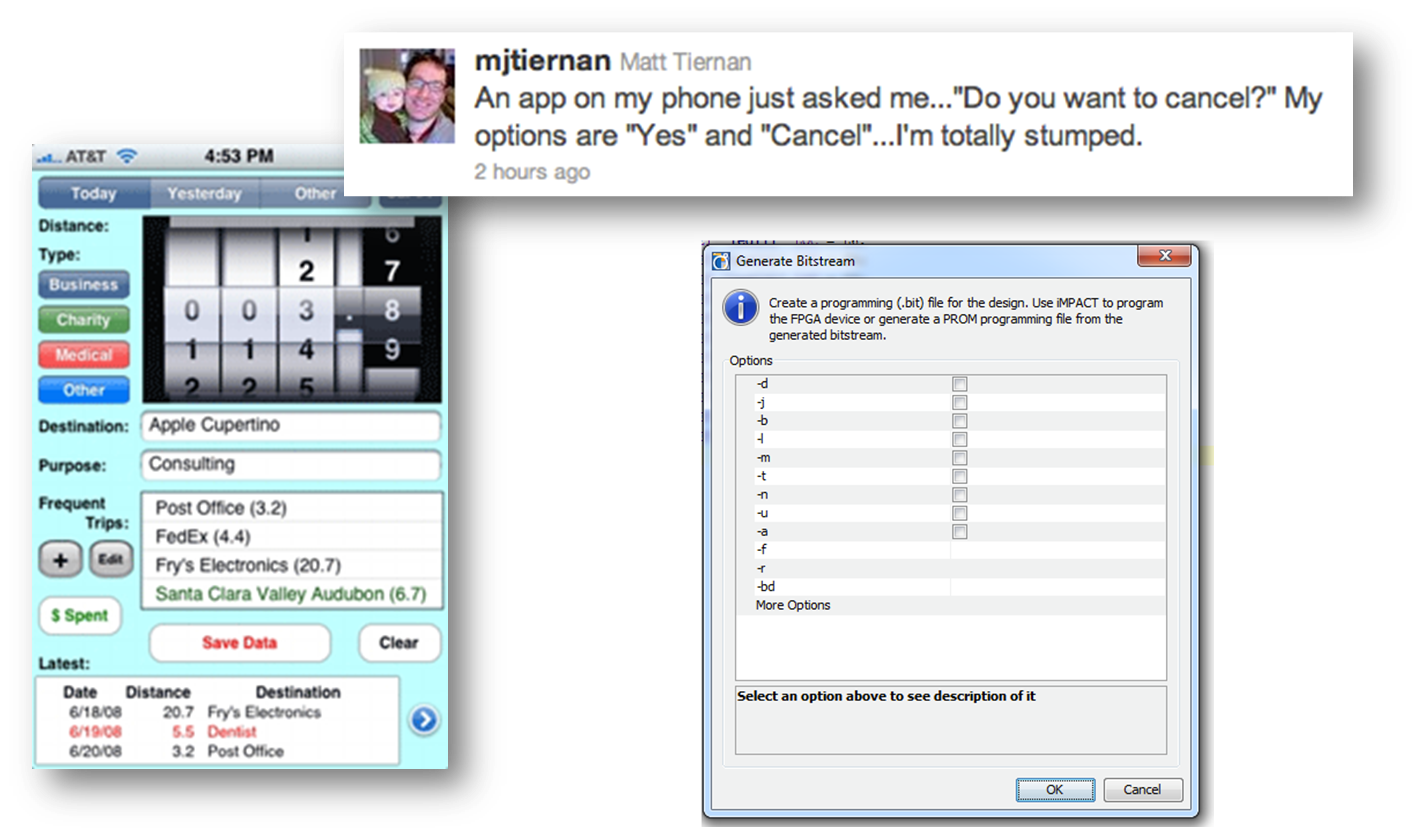 mjtiernan Matt Tiernan
An app on my phone just asked me..."Do you want to cancel?" My
options are "Yes" and "Cancel"...I'm totally stumped.
2 hours ago
AT&T 4:53 PM
Today Yesterday Other
Distance:
Type:
Business
Charity
Medical
Other
1 6
2 7
0 0 3 . 8
1 1 4 9
2 2 5
Destination: Apple Cupertino
Purpose: Consulting
Frequent
Trips:
+ Edit
Post Office (3.2)
FedEx (4.4)
Fry's Electronics (20.7)
Santa Clara Valley Audubon (6.7)
$ Spent
Save Data Clear
Latest:
Date Distance Destination
6/18/08 20.7 Fry's Electronics
6/19/08 5.5 Dentist
6/20/08 3.2 Post Office
Generate Bitstream
Create a programming (.bit) file for the design. Use iMPACT to program
the FPGA device or generate a PROM programming file from the
generated bitstream.
Options
-d
-j
-b
-l
-m
-t
-n
-u
-a
-f
-r
-bd
More Options
Select an option above to see description of it
OK Cancel